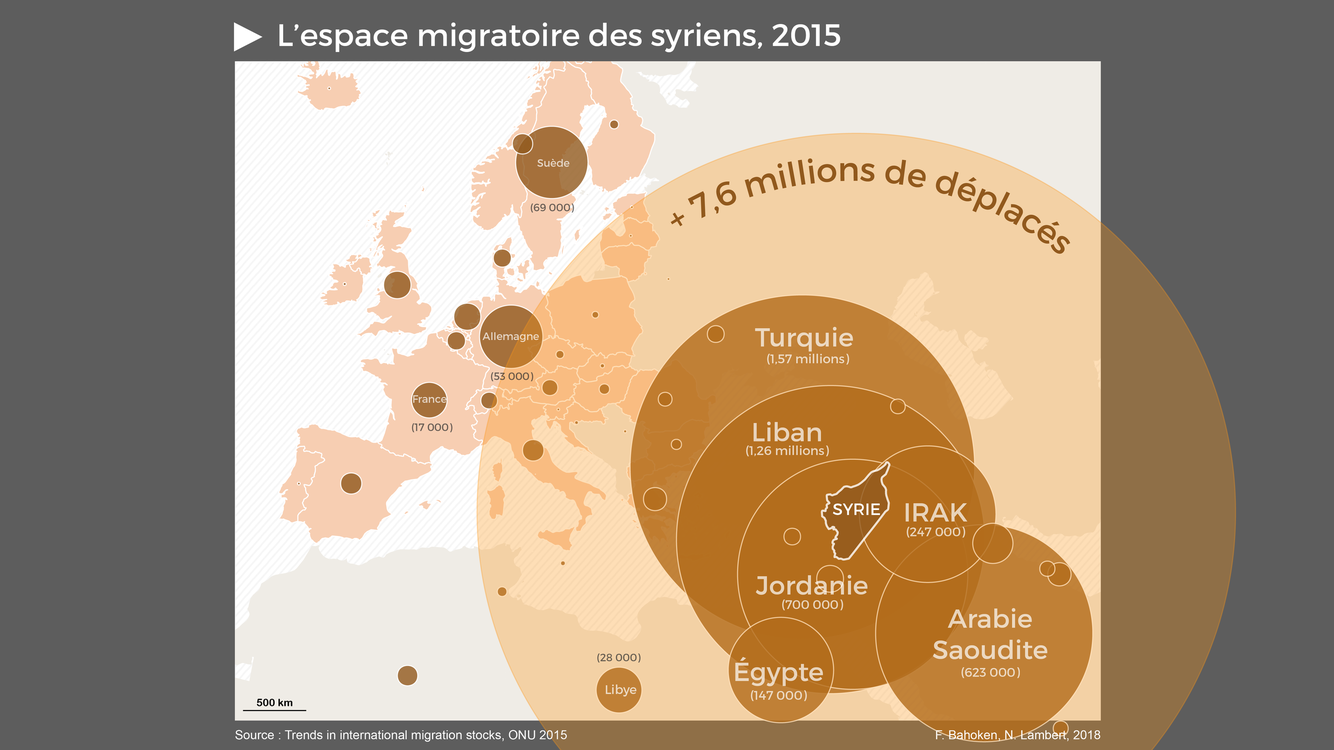 L'espace migratoire des syriens, 2015
+ 7,6 millions de déplacés
Suède
(69 000)
Turquie
(1,57 millions)
Allemagne
(53 000)
France
(17 000)
Liban
(1,26 millions)
SYRIE
IRAK
(247 000)
Jordanie
(700 000)
Arabie
Saoudite
(623 000)
Égypte
(147 000)
(28 000)
Libye
500 km
Source : Trends in international migration stocks, ONU 2015
F. Bahoken, N. Lambert, 2018